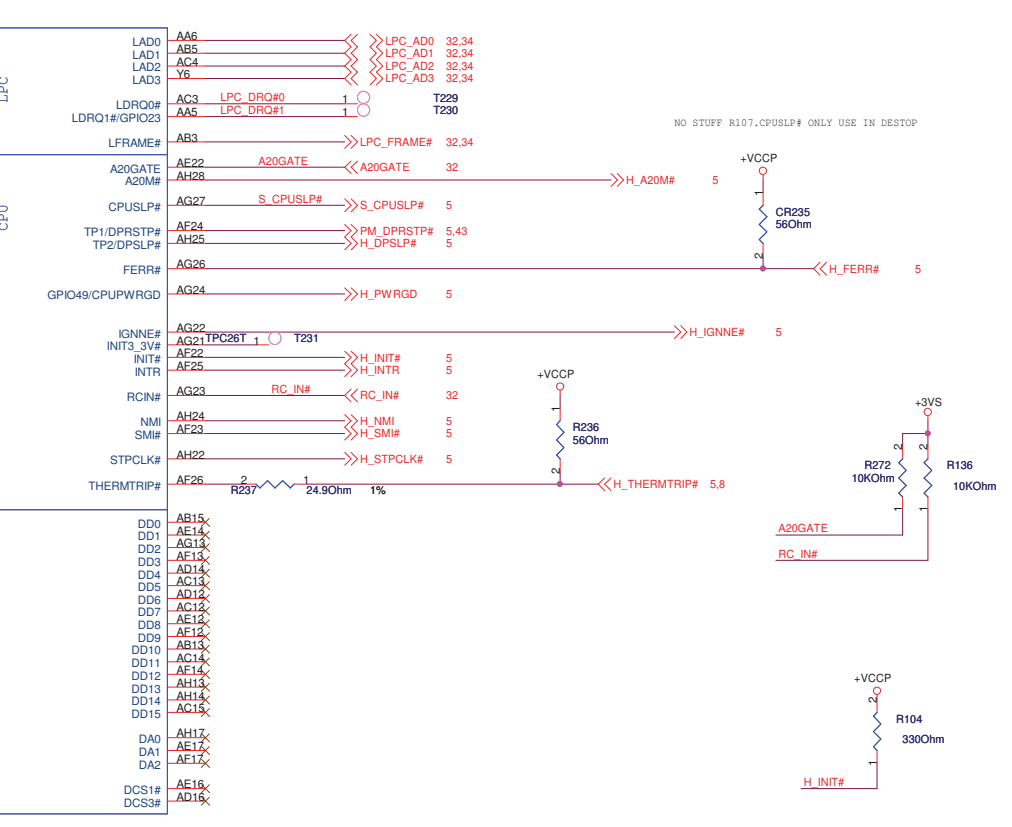 LPC
LAD0 AA6 LPC_AD0 32,34
LAD1 AB5 LPC_AD1 32,34
LAD2 AC4 LPC_AD2 32,34
LAD3 Y6 LPC_AD3 32,34
LDRQ0# AC3 LPC_DRQ#0 1 T229
LDRQ1#/GPIO23 AA5 LPC_DRQ#1 1 T230
NO STUFF R107.CPUSLP# ONLY USE IN DESTOP
LFRAME# AB3 LPC_FRAME# 32,34
CPU
A20GATE AE22 A20GATE A20GATE 32
A20M# AH28 H_A20M# 5
CPUSLP# AG27 S_CPUSLP# S_CPUSLP# 5
+VCCP
1
CR235
56Ohm
2
TP1/DPRSTP# AF24 PM_DPRSTP# 5,43
TP2/DPSLP# AH25 H_DPSLP# 5
FERR# AG26 H_FERR# 5
GPIO49/CPUPWRGD AG24 H_PWRGD 5
IGNNE# AG22 H_IGNNE# 5
INIT3_3V# AG21 TPC26T 1 T231
INIT# AF22 H_INIT# 5
INTR AF25 H_INTR 5
RCIN# AG23 RC_IN# RC_IN# 32
+VCCP
1
R236
56Ohm
2
NMI AH24 H_NMI 5
SMI# AF23 H_SMI# 5
STPCLK# AH22 H_STPCLK# 5
THERMTRIP# AF26 2 1 H_THERMTRIP# 5,8
R237 24.9Ohm 1%
+3VS
2 2
R272 R136
10KOhm 10KOhm
1 1
A20GATE
RC_IN#
DD0 AB15
DD1 AE14
DD2 AG13
DD3 AF13
DD4 AD14
DD5 AC13
DD6 AD12
DD7 AC12
DD8 AE12
DD9 AF12
DD10 AB13
DD11 AC14
DD12 AF14
DD13 AH13
DD14 AH14
DD15 AC15
DA0 AH17
DA1 AE17
DA2 AF17
DCS1# AE16
DCS3# AD16
+VCCP
2
R104
330Ohm
1
H_INIT#